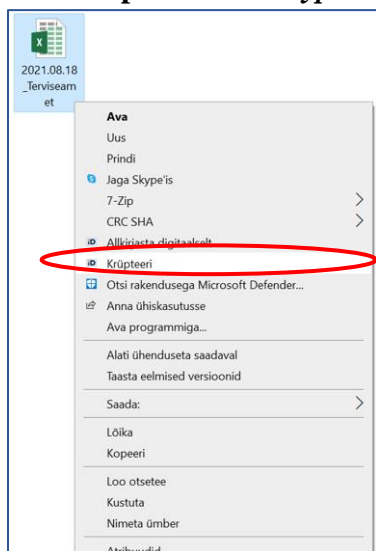 2021.08.18
_Terviseam
et
Ava
Uus
Prindi
Jaga Skype'is
7-Zip
CRC SHA
Allkirjasta digitaalselt
Krüpteeri
Otsi rakendusega Microsoft Defender...
Anna ühiskasutusse
Ava programmiga...
Alati ühenduseta saadaval
Taasta eelmised versioonid
Saada:
Lõika
Kopeeri
Loo otsetee
Kustuta
Nimeta ümber
Atribuudid